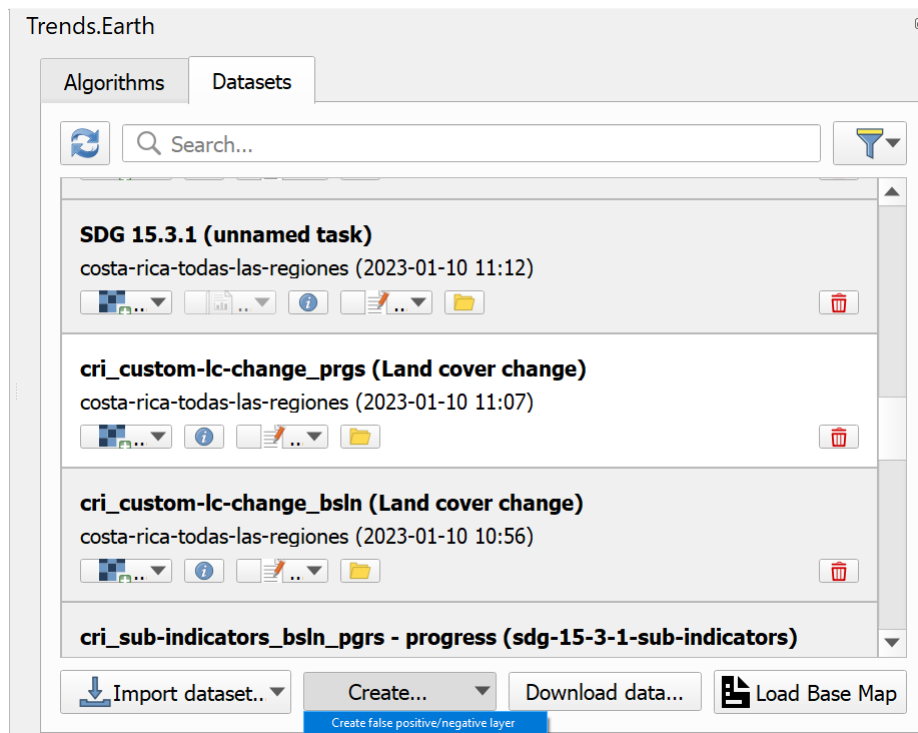 Trends.Earth
Algorithms
Datasets
Search...
SDG 15.3.1 (unnamed task)
costa-rica-todas-las-regiones (2023-01-10 11:12)
.. .. ..
cri_custom-lc-change_prgs (Land cover change)
costa-rica-todas-las-regiones (2023-01-10 11:07)
.. ..
cri_custom-lc-change_bsln (Land cover change)
costa-rica-todas-las-regiones (2023-01-10 10:56)
.. ..
cri_sub-indicators_bsln_pgrs - progress (sdg-15-3-1-sub-indicators)
Import dataset.. Create... Download data... Load Base Map
Create false positive/negative layer